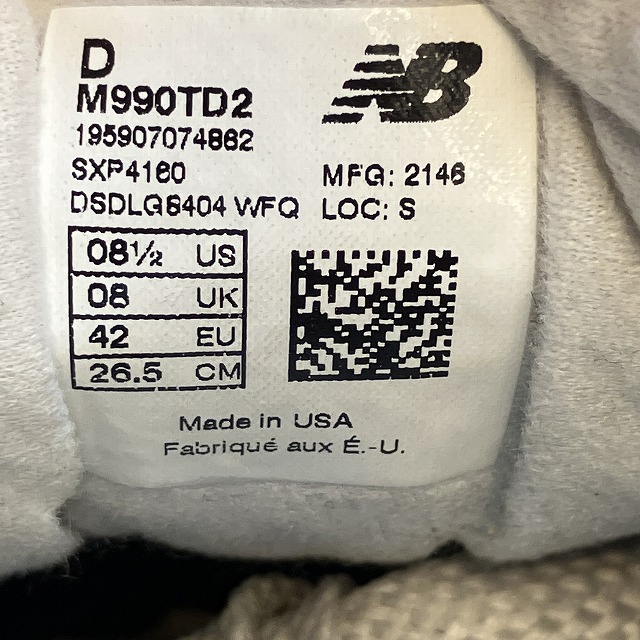 D
NB
M990TD2
195907074862
SXP4160
MFG: 2146
DSDLG8404 WFQ
LOC: S
08½ US
08 UK
42 EU
26.5 CM
Made in USA
Fabriqué aux É.-U.